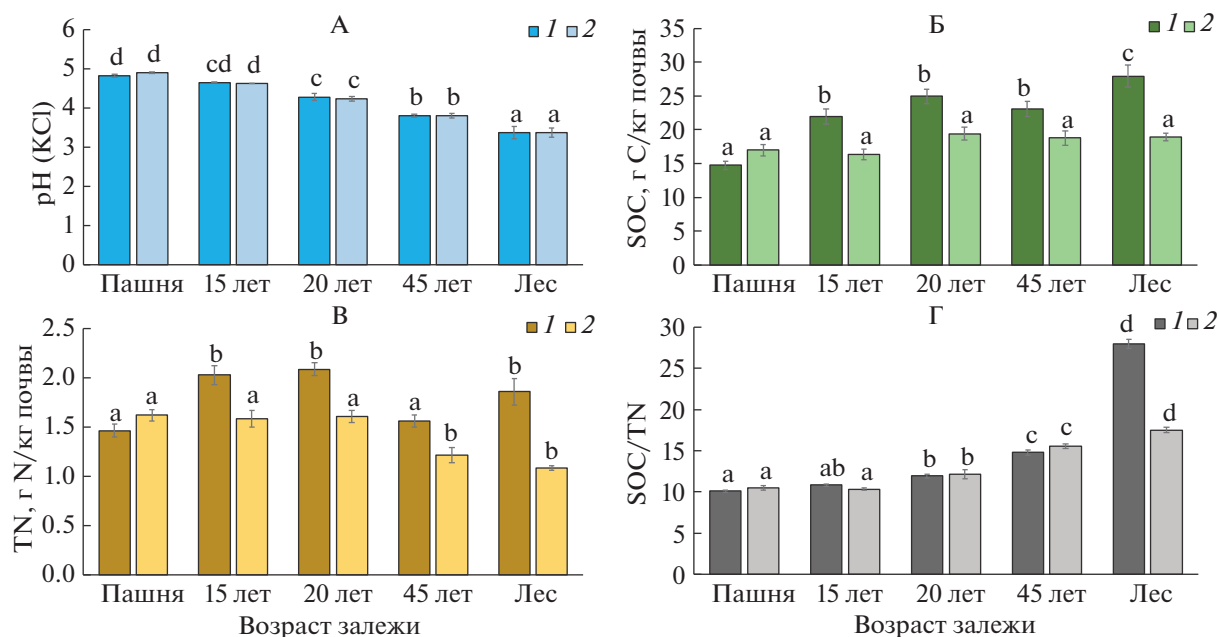 А
1 2
pH (KCl)
6
5
4
3
2
1
0
d d cd d c c b b a a
Пашня 15 лет 20 лет 45 лет Лес
Б
1 2
SOC, г C/кг почвы
35
30
25
20
15
10
5
0
a a b a b a b a c a
Пашня 15 лет 20 лет 45 лет Лес
В
1 2
TN, г N/кг почвы
2.5
2.0
1.5
1.0
0.5
0.0
a a b a b a a b b b
Пашня 15 лет 20 лет 45 лет Лес
Возраст залежи
Г
1 2
SOC/TN
30
25
20
15
10
5
0
a a ab a b b c c d d
Пашня 15 лет 20 лет 45 лет Лес
Возраст залежи